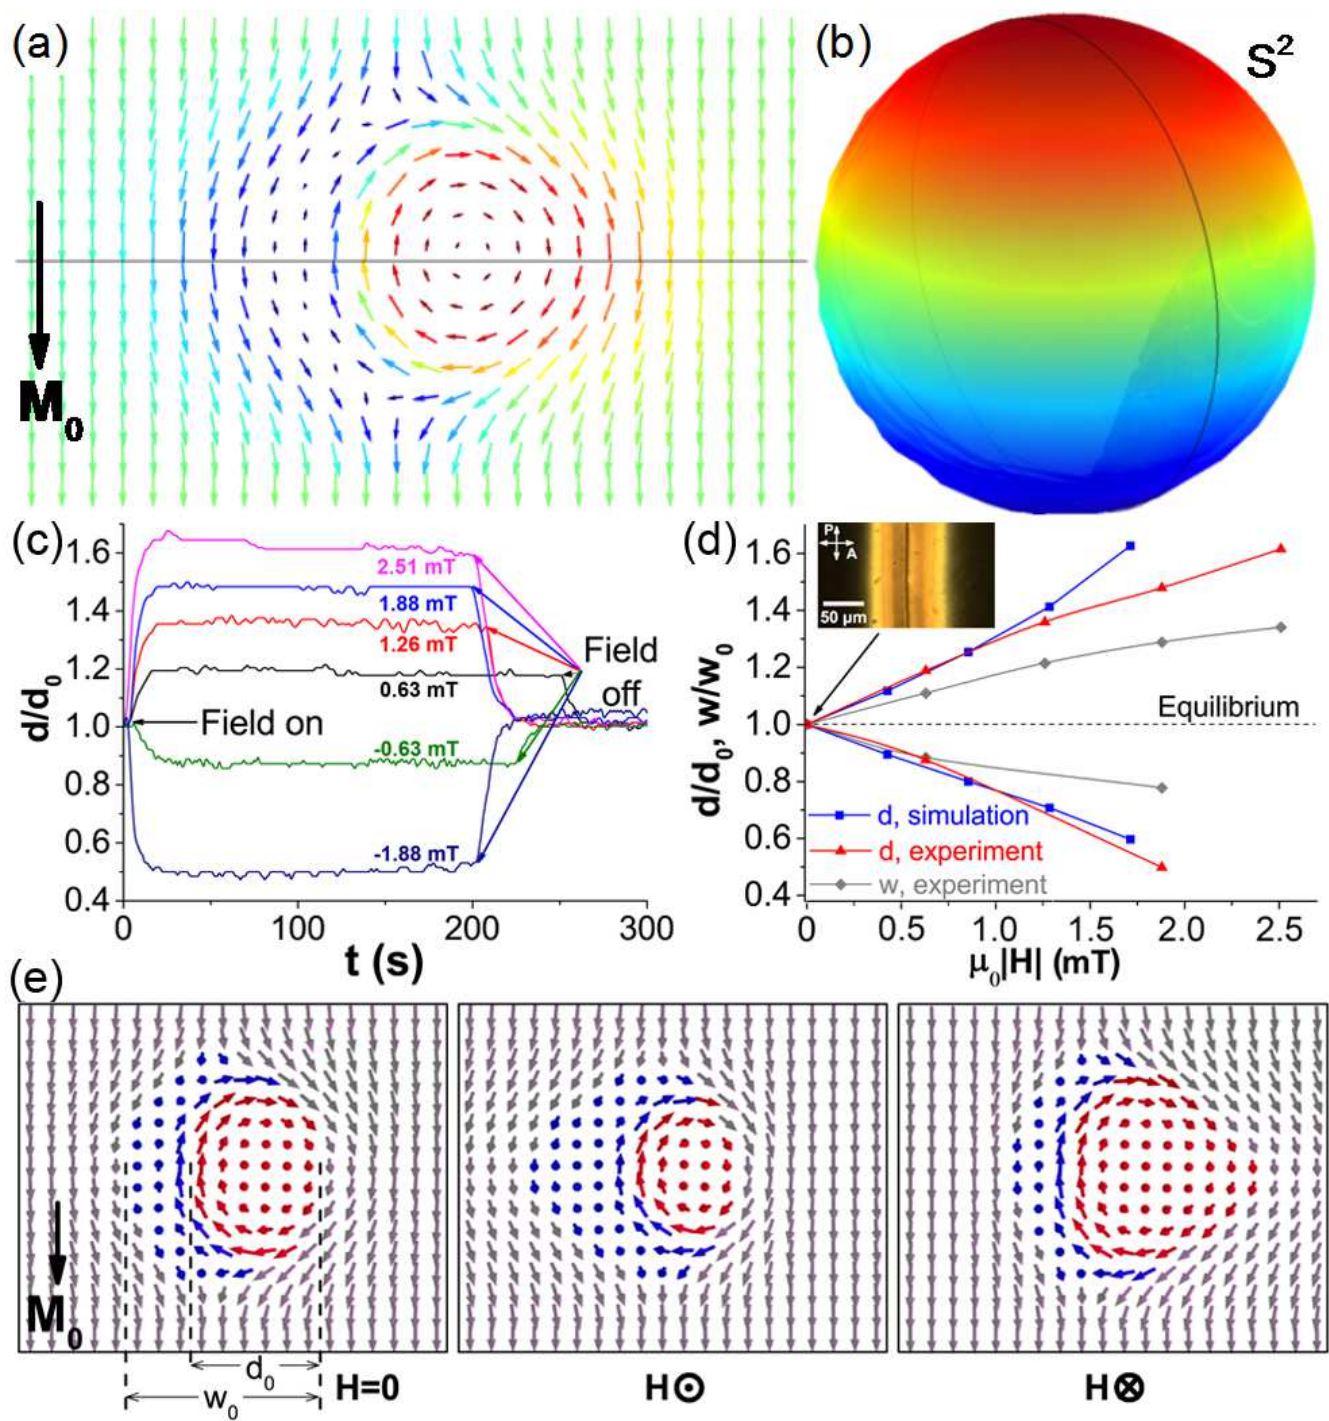 (a)
M₀
(b)
S²
(c)
d/d₀
1.6
1.4
1.2
1.0
0.8
0.6
0.4
2.51 mT
1.88 mT
1.26 mT
0.63 mT
-0.63 mT
-1.88 mT
Field on
Field
off
0 100 200 300
t (s)
(d)
d/d₀, w/w₀
1.6
1.4
1.2
1.0
0.8
0.6
0.4
P
A
50 μm
Equilibrium
d, simulation
d, experiment
w, experiment
0.0 0.5 1.0 1.5 2.0 2.5
μ₀|H| (mT)
(e)
M₀
d₀
w₀
H=0
H⊙
H⊗